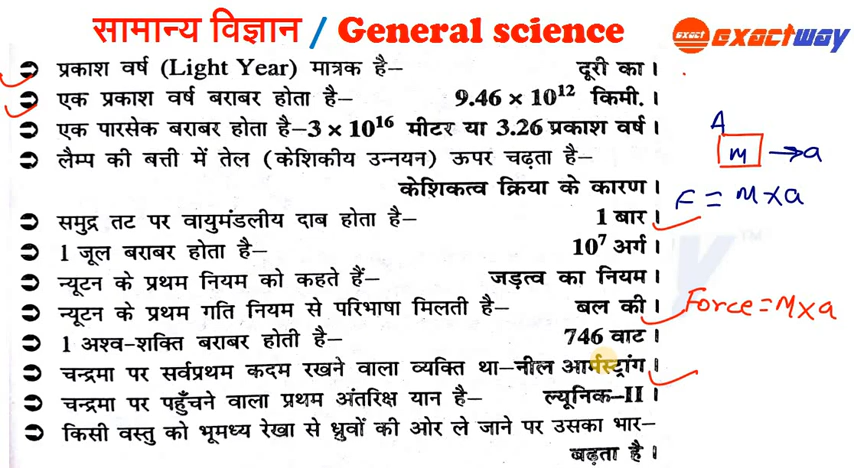 सामान्य विज्ञान / General science
exact exactway
प्रकाश वर्ष (Light Year) मात्रक है– दूरी का।
एक प्रकाश वर्ष बराबर होता है– 9.46 × 10¹² किमी.।
एक पारसेक बराबर होता है–3 × 10¹⁶ मीटर या 3.26 प्रकाश वर्ष।
लैम्प की बत्ती में तेल (केशिकीय उन्नयन) ऊपर चढ़ता है–
केशिकत्व क्रिया के कारण।
समुद्र तट पर वायुमंडलीय दाब होता है– 1 बार।
1 जूल बराबर होता है– 10⁷ अर्ग।
न्यूटन के प्रथम नियम को कहते हैं– जड़त्व का नियम।
न्यूटन के प्रथम गति नियम से परिभाषा मिलती है– बल की।
1 अश्व-शक्ति बराबर होती है– 746 वाट।
चन्द्रमा पर सर्वप्रथम कदम रखने वाला व्यक्ति था–नील आर्मस्ट्रांग।
चन्द्रमा पर पहुँचने वाला प्रथम अंतरिक्ष यान है– ल्यूनिक–II।
किसी वस्तु को भूमध्य रेखा से ध्रुवों की ओर ले जाने पर उसका भार–
बढ़ता है।
A
m → a
F = M × a
TM
Force = M × a